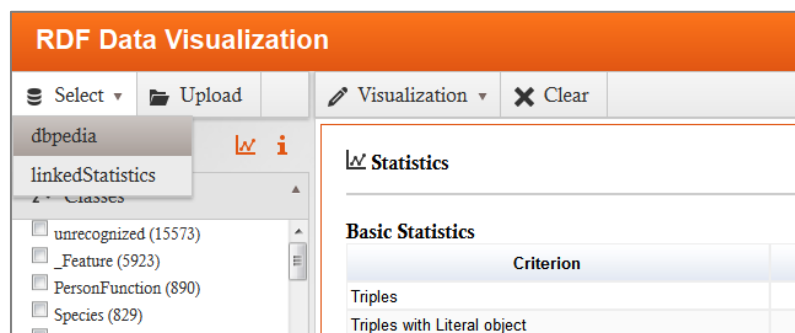 RDF Data Visualization
Select Upload Visualization Clear
dbpedia
linkedStatistics
Classes
unrecognized (15573)
_Feature (5923)
PersonFunction (890)
Species (829)
Statistics
Basic Statistics
Criterion
Triples
Triples with Literal object